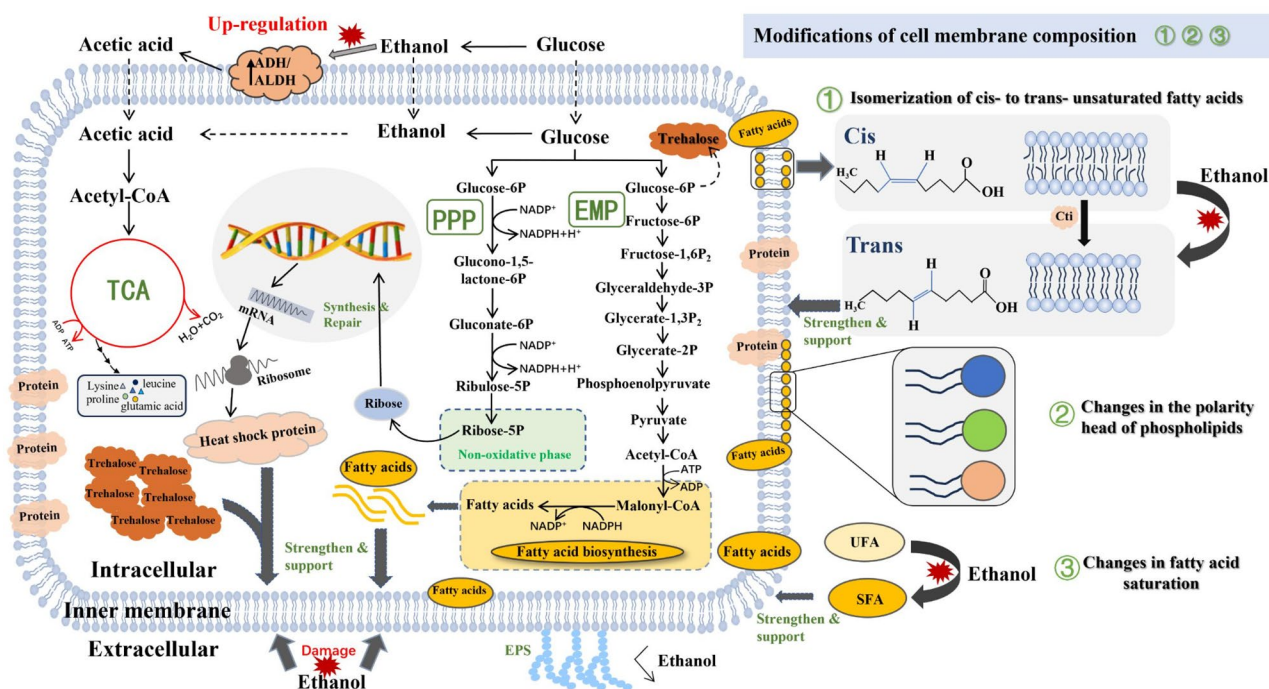 Up-regulation
Acetic acid
ADH/
ALDH
Ethanol
Glucose
Acetic acid
Ethanol
Glucose
Trehalose
Fatty acids
Acetyl-CoA
TCA
ADP
ATP
H₂O+CO₂
Lysine
leucine
proline
glutamic acid
mRNA
Synthesis &
Repair
Ribosome
Heat shock protein
Ribose
PPP
Glucose-6P
NADP⁺
NADPH+H⁺
Glucono-1,5-
lactone-6P
Gluconate-6P
NADP⁺
NADPH+H⁺
Ribulose-5P
Ribose-5P
Non-oxidative phase
EMP
Glucose-6P
Fructose-6P
Fructose-1,6P₂
Glyceraldehyde-3P
Glycerate-1,3P₂
Glycerate-2P
Phosphoenolpyruvate
Pyruvate
Acetyl-CoA
ATP
ADP
Malonyl-CoA
Fatty acids
NADP⁺
NADPH
Fatty acid biosynthesis
Fatty acids
Protein
Protein
Protein
Trehalose
Trehalose
Trehalose
Trehalose
Trehalose
Trehalose
Strengthen &
support
Intracellular
Inner membrane
Extracellular
Damage
Ethanol
Fatty acids
EPS
Ethanol
Protein
Protein
Fatty acids
Fatty acids
Modifications of cell membrane composition ① ② ③
① Isomerization of cis- to trans- unsaturated fatty acids
Cis
H
H
H₃C
O
OH
Ethanol
Cti
Trans
H
H
H₃C
O
OH
Strengthen &
support
② Changes in the polarity
head of phospholipids
UFA
Ethanol
SFA
③ Changes in fatty acid
saturation
Strengthen &
support